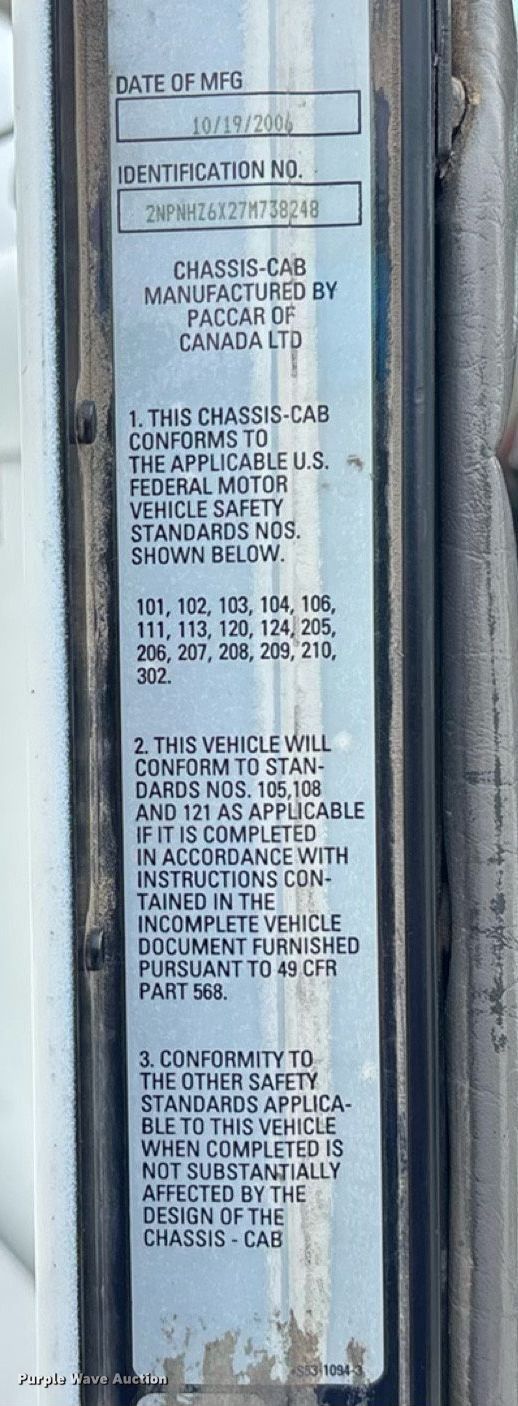 DATE OF MFG
10/19/2006
IDENTIFICATION NO.
2NPNHZ6X27M738248
CHASSIS-CAB
MANUFACTURED BY
PACCAR OF
CANADA LTD
1. THIS CHASSIS-CAB
CONFORMS TO
THE APPLICABLE U.S.
FEDERAL MOTOR
VEHICLE SAFETY
STANDARDS NOS.
SHOWN BELOW.
101, 102, 103, 104, 106,
111, 113, 120, 124, 205,
206, 207, 208, 209, 210,
302.
2. THIS VEHICLE WILL
CONFORM TO STAN-
DARDS NOS. 105,108
AND 121 AS APPLICABLE
IF IT IS COMPLETED
IN ACCORDANCE WITH
INSTRUCTIONS CON-
TAINED IN THE
INCOMPLETE VEHICLE
DOCUMENT FURNISHED
PURSUANT TO 49 CFR
PART 568.
3. CONFORMITY TO
THE OTHER SAFETY
STANDARDS APPLICA-
BLE TO THIS VEHICLE
WHEN COMPLETED IS
NOT SUBSTANTIALLY
AFFECTED BY THE
DESIGN OF THE
CHASSIS - CAB
S53-1094-3
Purple Wave Auction